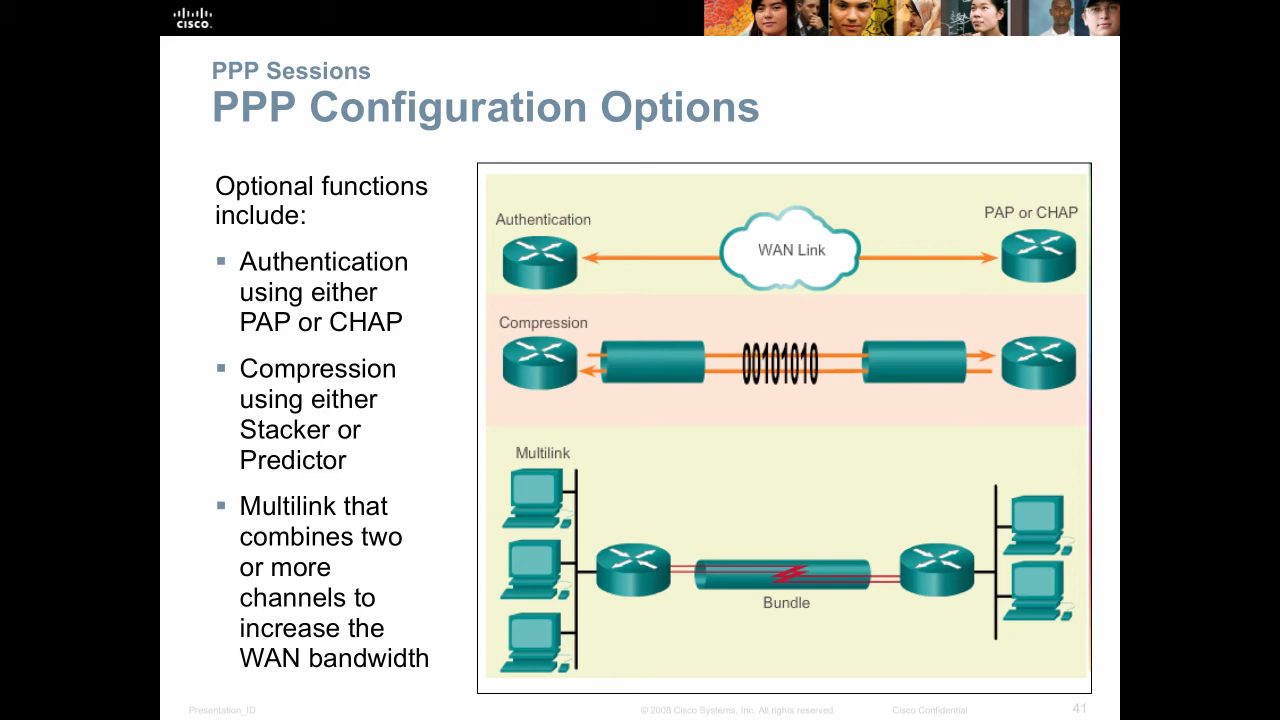 CISCO
PPP Sessions
PPP Configuration Options
Optional functions
include:
Authentication
using either
PAP or CHAP
Compression
using either
Stacker or
Predictor
Multilink that
combines two
or more
channels to
increase the
WAN bandwidth
Authentication
PAP or CHAP
WAN Link
Compression
00101010
Multilink
Bundle
Presentation_ID
© 2008 Cisco Systems, Inc. All rights reserved.
Cisco Confidential
41